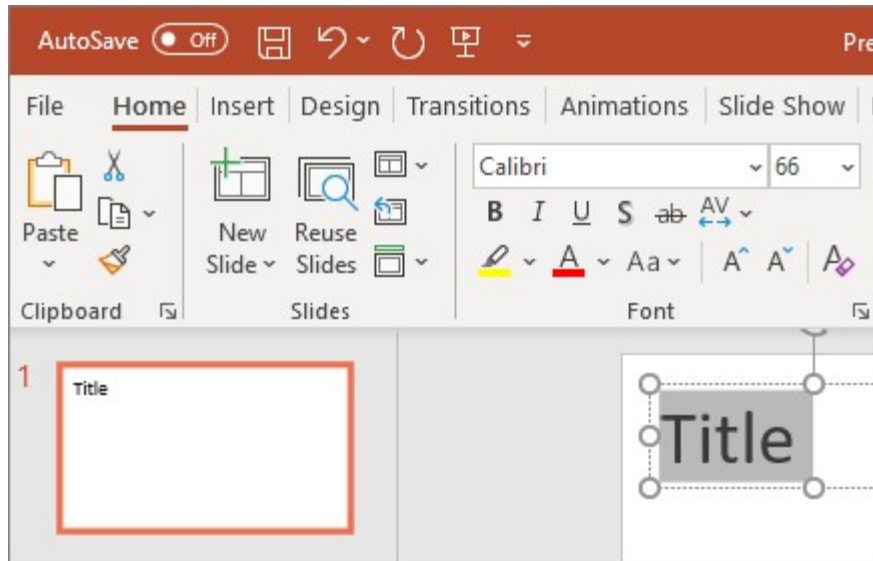 AutoSave Off Pre
File Home Insert Design Transitions Animations Slide Show
Calibri 66
B I U S ab AV
Paste New Slide Reuse Slides A Aa A A A
Clipboard Slides Font
1 Title
Title